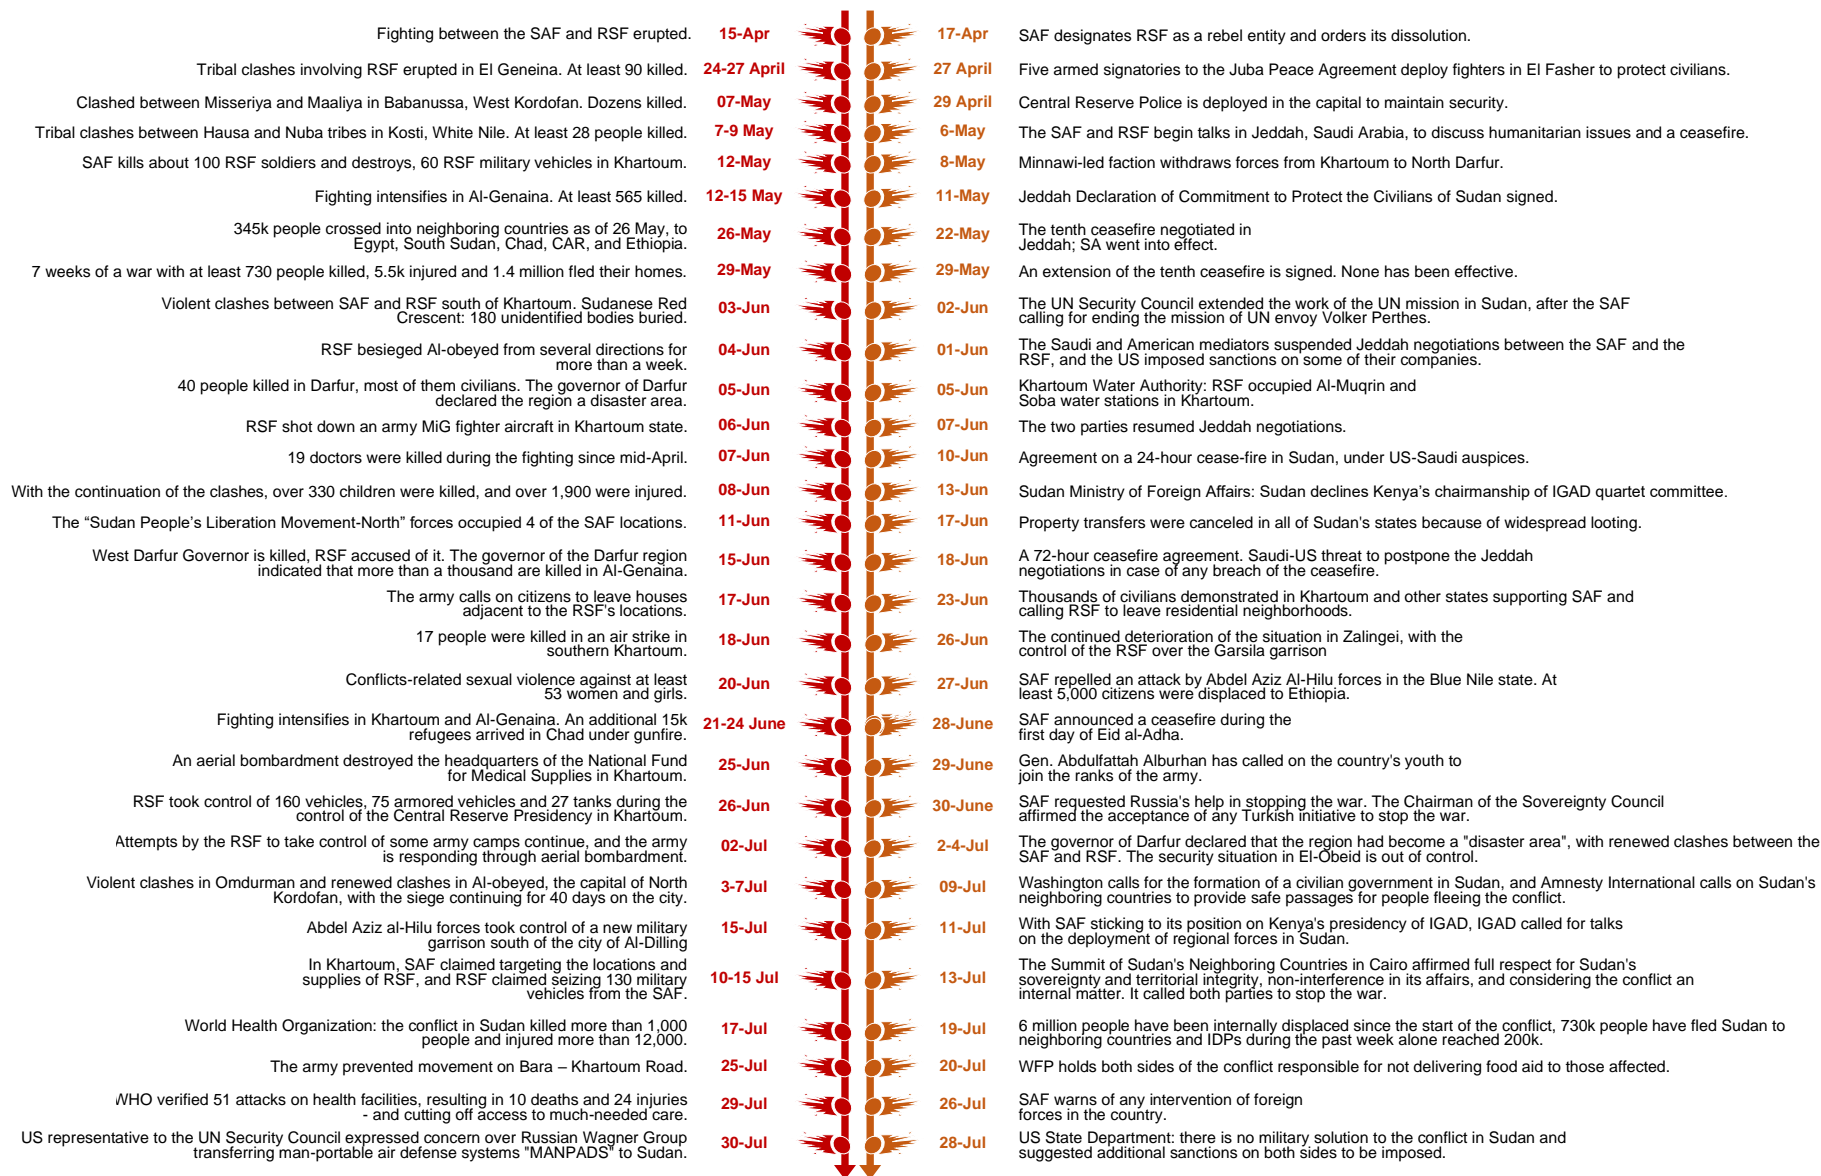 Fighting between the SAF and RSF erupted. 15-Apr 17-Apr SAF designates RSF as a rebel entity and orders its dissolution.
Tribal clashes involving RSF erupted in El Geneina. At least 90 killed. 24-27 April 27 April Five armed signatories to the Juba Peace Agreement deploy fighters in El Fasher to protect civilians.
Clashed between Misseriya and Maaliya in Babanussa, West Kordofan. Dozens killed. 07-May 29 April Central Reserve Police is deployed in the capital to maintain security.
Tribal clashes between Hausa and Nuba tribes in Kosti, White Nile. At least 28 people killed. 7-9 May 6-May The SAF and RSF begin talks in Jeddah, Saudi Arabia, to discuss humanitarian issues and a ceasefire.
SAF kills about 100 RSF soldiers and destroys, 60 RSF military vehicles in Khartoum. 12-May 8-May Minnawi-led faction withdraws forces from Khartoum to North Darfur.
Fighting intensifies in Al-Genaina. At least 565 killed. 12-15 May 11-May Jeddah Declaration of Commitment to Protect the Civilians of Sudan signed.
345k people crossed into neighboring countries as of 26 May, to
Egypt, South Sudan, Chad, CAR, and Ethiopia.
26-May
22-May
The tenth ceasefire negotiated in
Jeddah; SA went into effect.
7 weeks of a war with at least 730 people killed, 5.5k injured and 1.4 million fled their homes. 29-May 29-May An extension of the tenth ceasefire is signed. None has been effective.
Violent clashes between SAF and RSF south of Khartoum. Sudanese Red
Crescent: 180 unidentified bodies buried.
03-Jun
02-Jun
The UN Security Council extended the work of the UN mission in Sudan, after the SAF
calling for ending the mission of UN envoy Volker Perthes.
RSF besieged Al-obeyed from several directions for
more than a week.
04-Jun
01-Jun
The Saudi and American mediators suspended Jeddah negotiations between the SAF and the
RSF, and the US imposed sanctions on some of their companies.
40 people killed in Darfur, most of them civilians. The governor of Darfur
declared the region a disaster area.
05-Jun
05-Jun
Khartoum Water Authority: RSF occupied Al-Muqrin and
Soba water stations in Khartoum.
RSF shot down an army MiG fighter aircraft in Khartoum state. 06-Jun 07-Jun The two parties resumed Jeddah negotiations.
19 doctors were killed during the fighting since mid-April. 07-Jun 10-Jun Agreement on a 24-hour cease-fire in Sudan, under US-Saudi auspices.
With the continuation of the clashes, over 330 children were killed, and over 1,900 were injured. 08-Jun 13-Jun Sudan Ministry of Foreign Affairs: Sudan declines Kenya's chairmanship of IGAD quartet committee.
The “Sudan People's Liberation Movement-North” forces occupied 4 of the SAF locations. 11-Jun 17-Jun Property transfers were canceled in all of Sudan's states because of widespread looting.
West Darfur Governor is killed, RSF accused of it. The governor of the Darfur region
indicated that more than a thousand are killed in Al-Genaina.
15-Jun
18-Jun
A 72-hour ceasefire agreement. Saudi-US threat to postpone the Jeddah
negotiations in case of any breach of the ceasefire.
The army calls on citizens to leave houses
adjacent to the RSF's locations.
17-Jun
23-Jun
Thousands of civilians demonstrated in Khartoum and other states supporting SAF and
calling RSF to leave residential neighborhoods.
17 people were killed in an air strike in
southern Khartoum.
18-Jun
26-Jun
The continued deterioration of the situation in Zalingei, with the
control of the RSF over the Garsila garrison
Conflicts-related sexual violence against at least
53 women and girls.
20-Jun
27-Jun
SAF repelled an attack by Abdel Aziz Al-Hilu forces in the Blue Nile state. At
least 5,000 citizens were displaced to Ethiopia.
Fighting intensifies in Khartoum and Al-Genaina. An additional 15k
refugees arrived in Chad under gunfire.
21-24 June
28-June
SAF announced a ceasefire during the
first day of Eid al-Adha.
An aerial bombardment destroyed the headquarters of the National Fund
for Medical Supplies in Khartoum.
25-Jun
29-June
Gen. Abdulfattah Alburhan has called on the country's youth to
join the ranks of the army.
RSF took control of 160 vehicles, 75 armored vehicles and 27 tanks during the
control of the Central Reserve Presidency in Khartoum.
26-Jun
30-June
SAF requested Russia's help in stopping the war. The Chairman of the Sovereignty Council
affirmed the acceptance of any Turkish initiative to stop the war.
Attempts by the RSF to take control of some army camps continue, and the army
is responding through aerial bombardment.
02-Jul
2-4-Jul
The governor of Darfur declared that the region had become a "disaster area", with renewed clashes between the
SAF and RSF. The security situation in El-Obeid is out of control.
Violent clashes in Omdurman and renewed clashes in Al-obeyed, the capital of North
Kordofan, with the siege continuing for 40 days on the city.
3-7Jul
09-Jul
Washington calls for the formation of a civilian government in Sudan, and Amnesty International calls on Sudan's
neighboring countries to provide safe passages for people fleeing the conflict.
Abdel Aziz al-Hilu forces took control of a new military
garrison south of the city of Al-Dilling
15-Jul
11-Jul
With SAF sticking to its position on Kenya's presidency of IGAD, IGAD called for talks
on the deployment of regional forces in Sudan.
In Khartoum, SAF claimed targeting the locations and
supplies of RSF, and RSF claimed seizing 130 military
vehicles from the SAF.
10-15 Jul
13-Jul
The Summit of Sudan's Neighboring Countries in Cairo affirmed full respect for Sudan's
sovereignty and territorial integrity, non-interference in its affairs, and considering the conflict an
internal matter. It called both parties to stop the war.
World Health Organization: the conflict in Sudan killed more than 1,000
people and injured more than 12,000.
17-Jul
19-Jul
6 million people have been internally displaced since the start of the conflict, 730k people have fled Sudan to
neighboring countries and IDPs during the past week alone reached 200k.
The army prevented movement on Bara – Khartoum Road. 25-Jul 20-Jul WFP holds both sides of the conflict responsible for not delivering food aid to those affected.
WHO verified 51 attacks on health facilities, resulting in 10 deaths and 24 injuries
- and cutting off access to much-needed care.
29-Jul
26-Jul
SAF warns of any intervention of foreign
forces in the country.
US representative to the UN Security Council expressed concern over Russian Wagner Group
transferring man-portable air defense systems "MANPADS" to Sudan.
30-Jul
28-Jul
US State Department: there is no military solution to the conflict in Sudan and
suggested additional sanctions on both sides to be imposed.